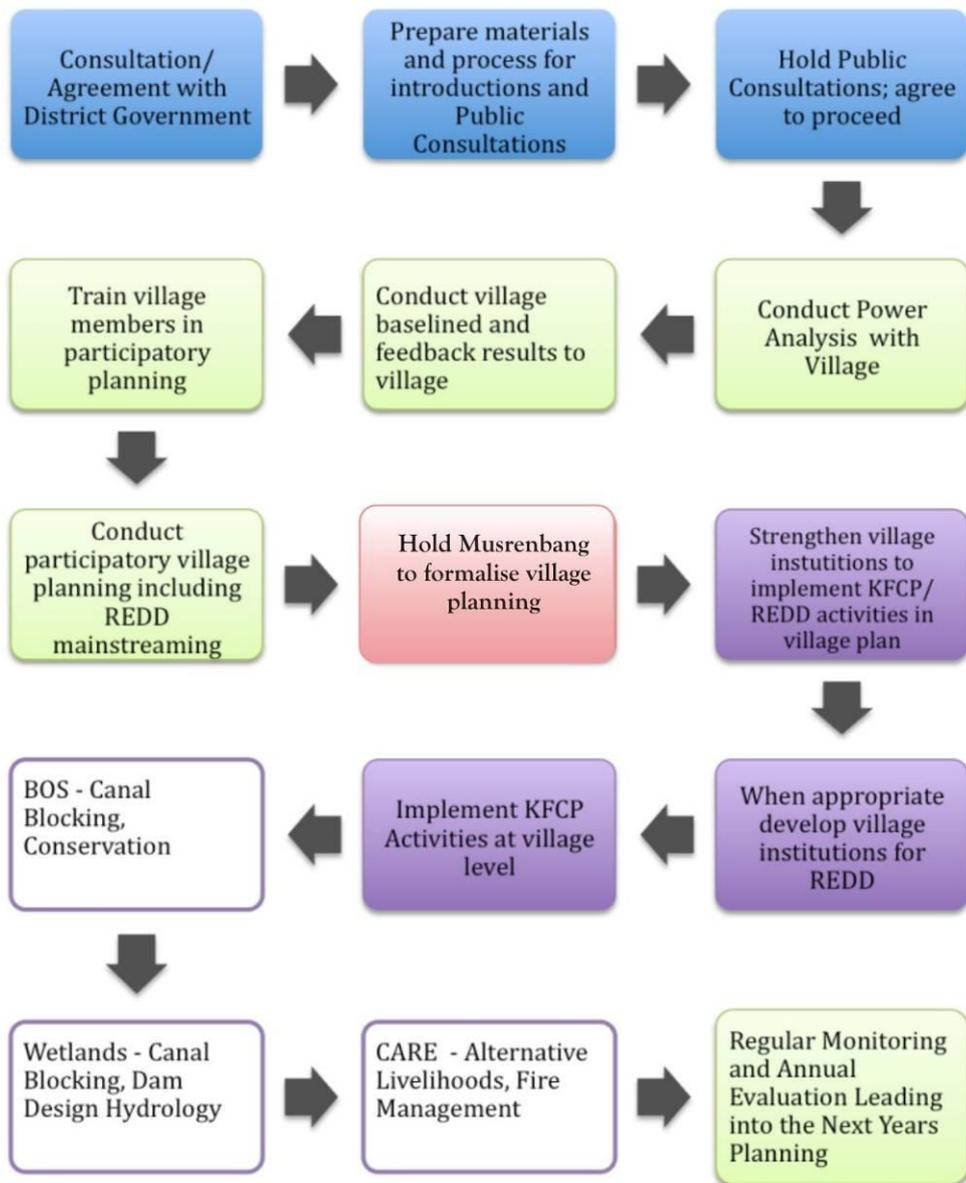 Consultation/
Agreement with
District Government
Prepare materials
and process for
introductions and
Public
Consultations
Hold Public
Consultations; agree
to proceed
Conduct Power
Analysis with
Village
Conduct village
baselined and
feedback results to
village
Train village
members in
participatory
planning
Conduct
participatory village
planning including
REDD
mainstreaming
Hold Musrenbang
to formalise village
planning
Strengthen village
instutitions to
implement KFCP/
REDD activities in
village plan
When appropriate
develop village
institutions for
REDD
Implement KFCP
Activities at village
level
BOS - Canal
Blocking,
Conservation
Wetlands - Canal
Blocking, Dam
Design Hydrology
CARE - Alternative
Livelihoods, Fire
Management
Regular Monitoring
and Annual
Evaluation Leading
into the Next Years
Planning